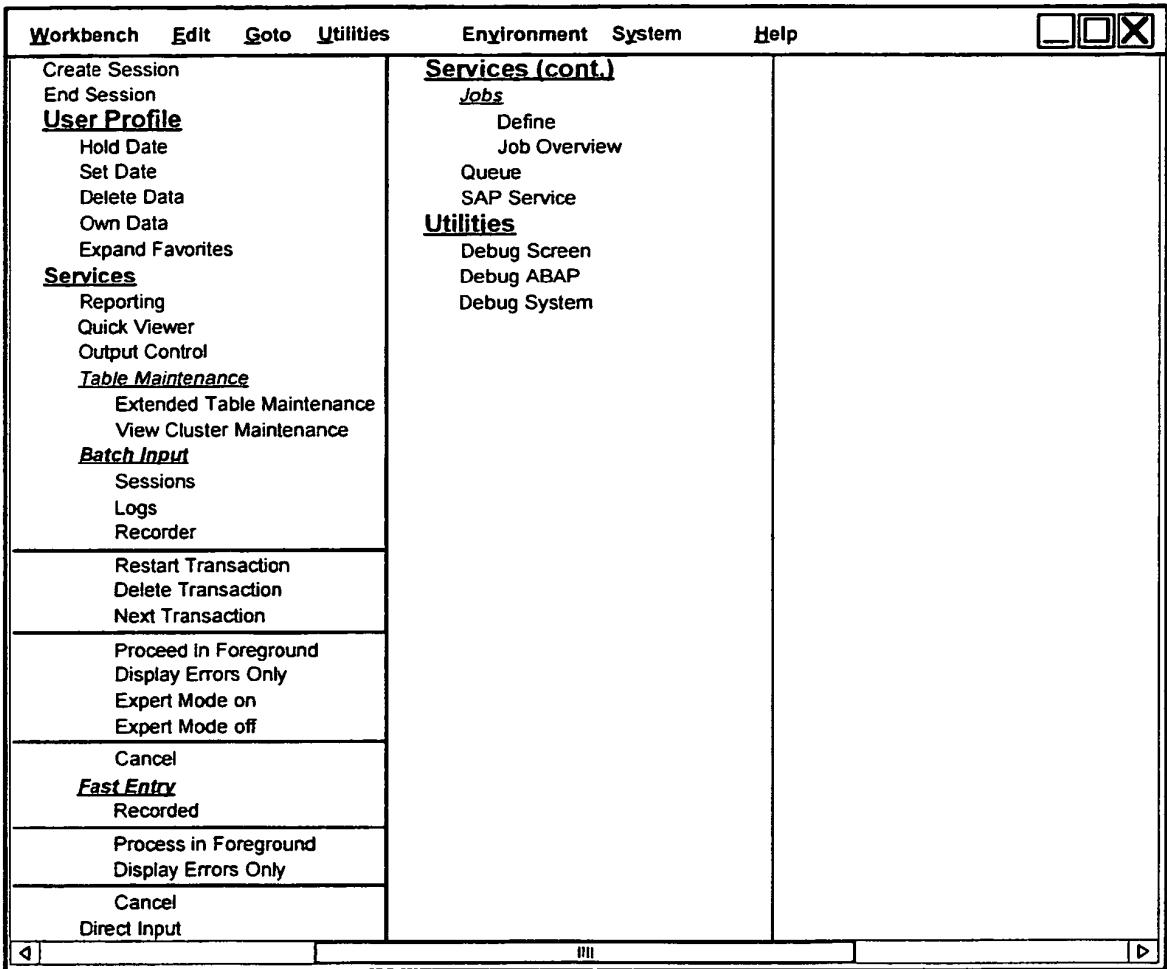 Workbench Edit Goto Utilities Environment System Help
Create Session
End Session
User Profile
Hold Date
Set Date
Delete Data
Own Data
Expand Favorites
Services
Reporting
Quick Viewer
Output Control
Table Maintenance
Extended Table Maintenance
View Cluster Maintenance
Batch Input
Sessions
Logs
Recorder
Restart Transaction
Delete Transaction
Next Transaction
Proceed in Foreground
Display Errors Only
Expert Mode on
Expert Mode off
Cancel
Fast Entry
Recorded
Process in Foreground
Display Errors Only
Cancel
Direct Input
Services (cont.)
Jobs
Define
Job Overview
Queue
SAP Service
Utilities
Debug Screen
Debug ABAP
Debug System